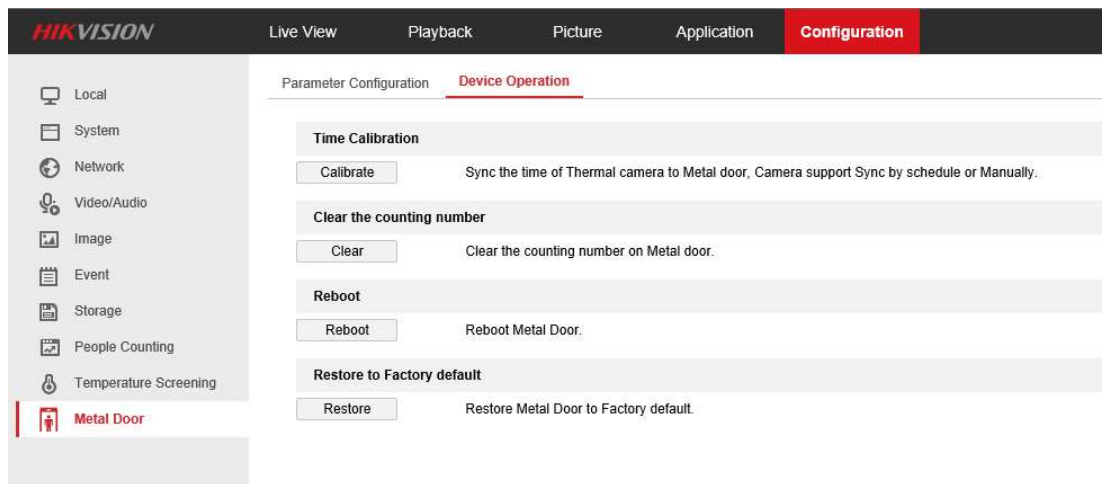 HIKVISION Live View Playback Picture Application Configuration
Parameter Configuration Device Operation
Local
System
Network
Video/Audio
Image
Event
Storage
People Counting
Temperature Screening
Metal Door
Time Calibration
Calibrate Sync the time of Thermal camera to Metal door, Camera support Sync by schedule or Manually.
Clear the counting number
Clear Clear the counting number on Metal door.
Reboot
Reboot Reboot Metal Door.
Restore to Factory default
Restore Restore Metal Door to Factory default.